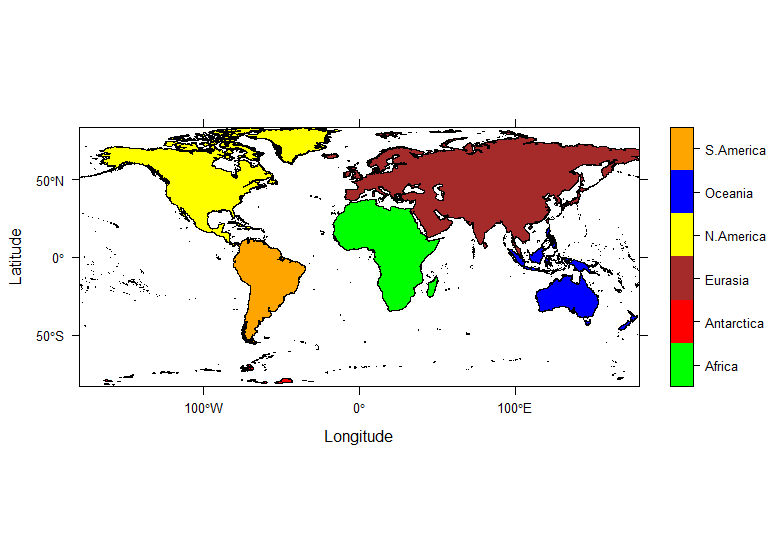 Latitude
50°N
0°
50°S
100°W
0°
100°E
Longitude
S.America
Oceania
N.America
Eurasia
Antarctica
Africa